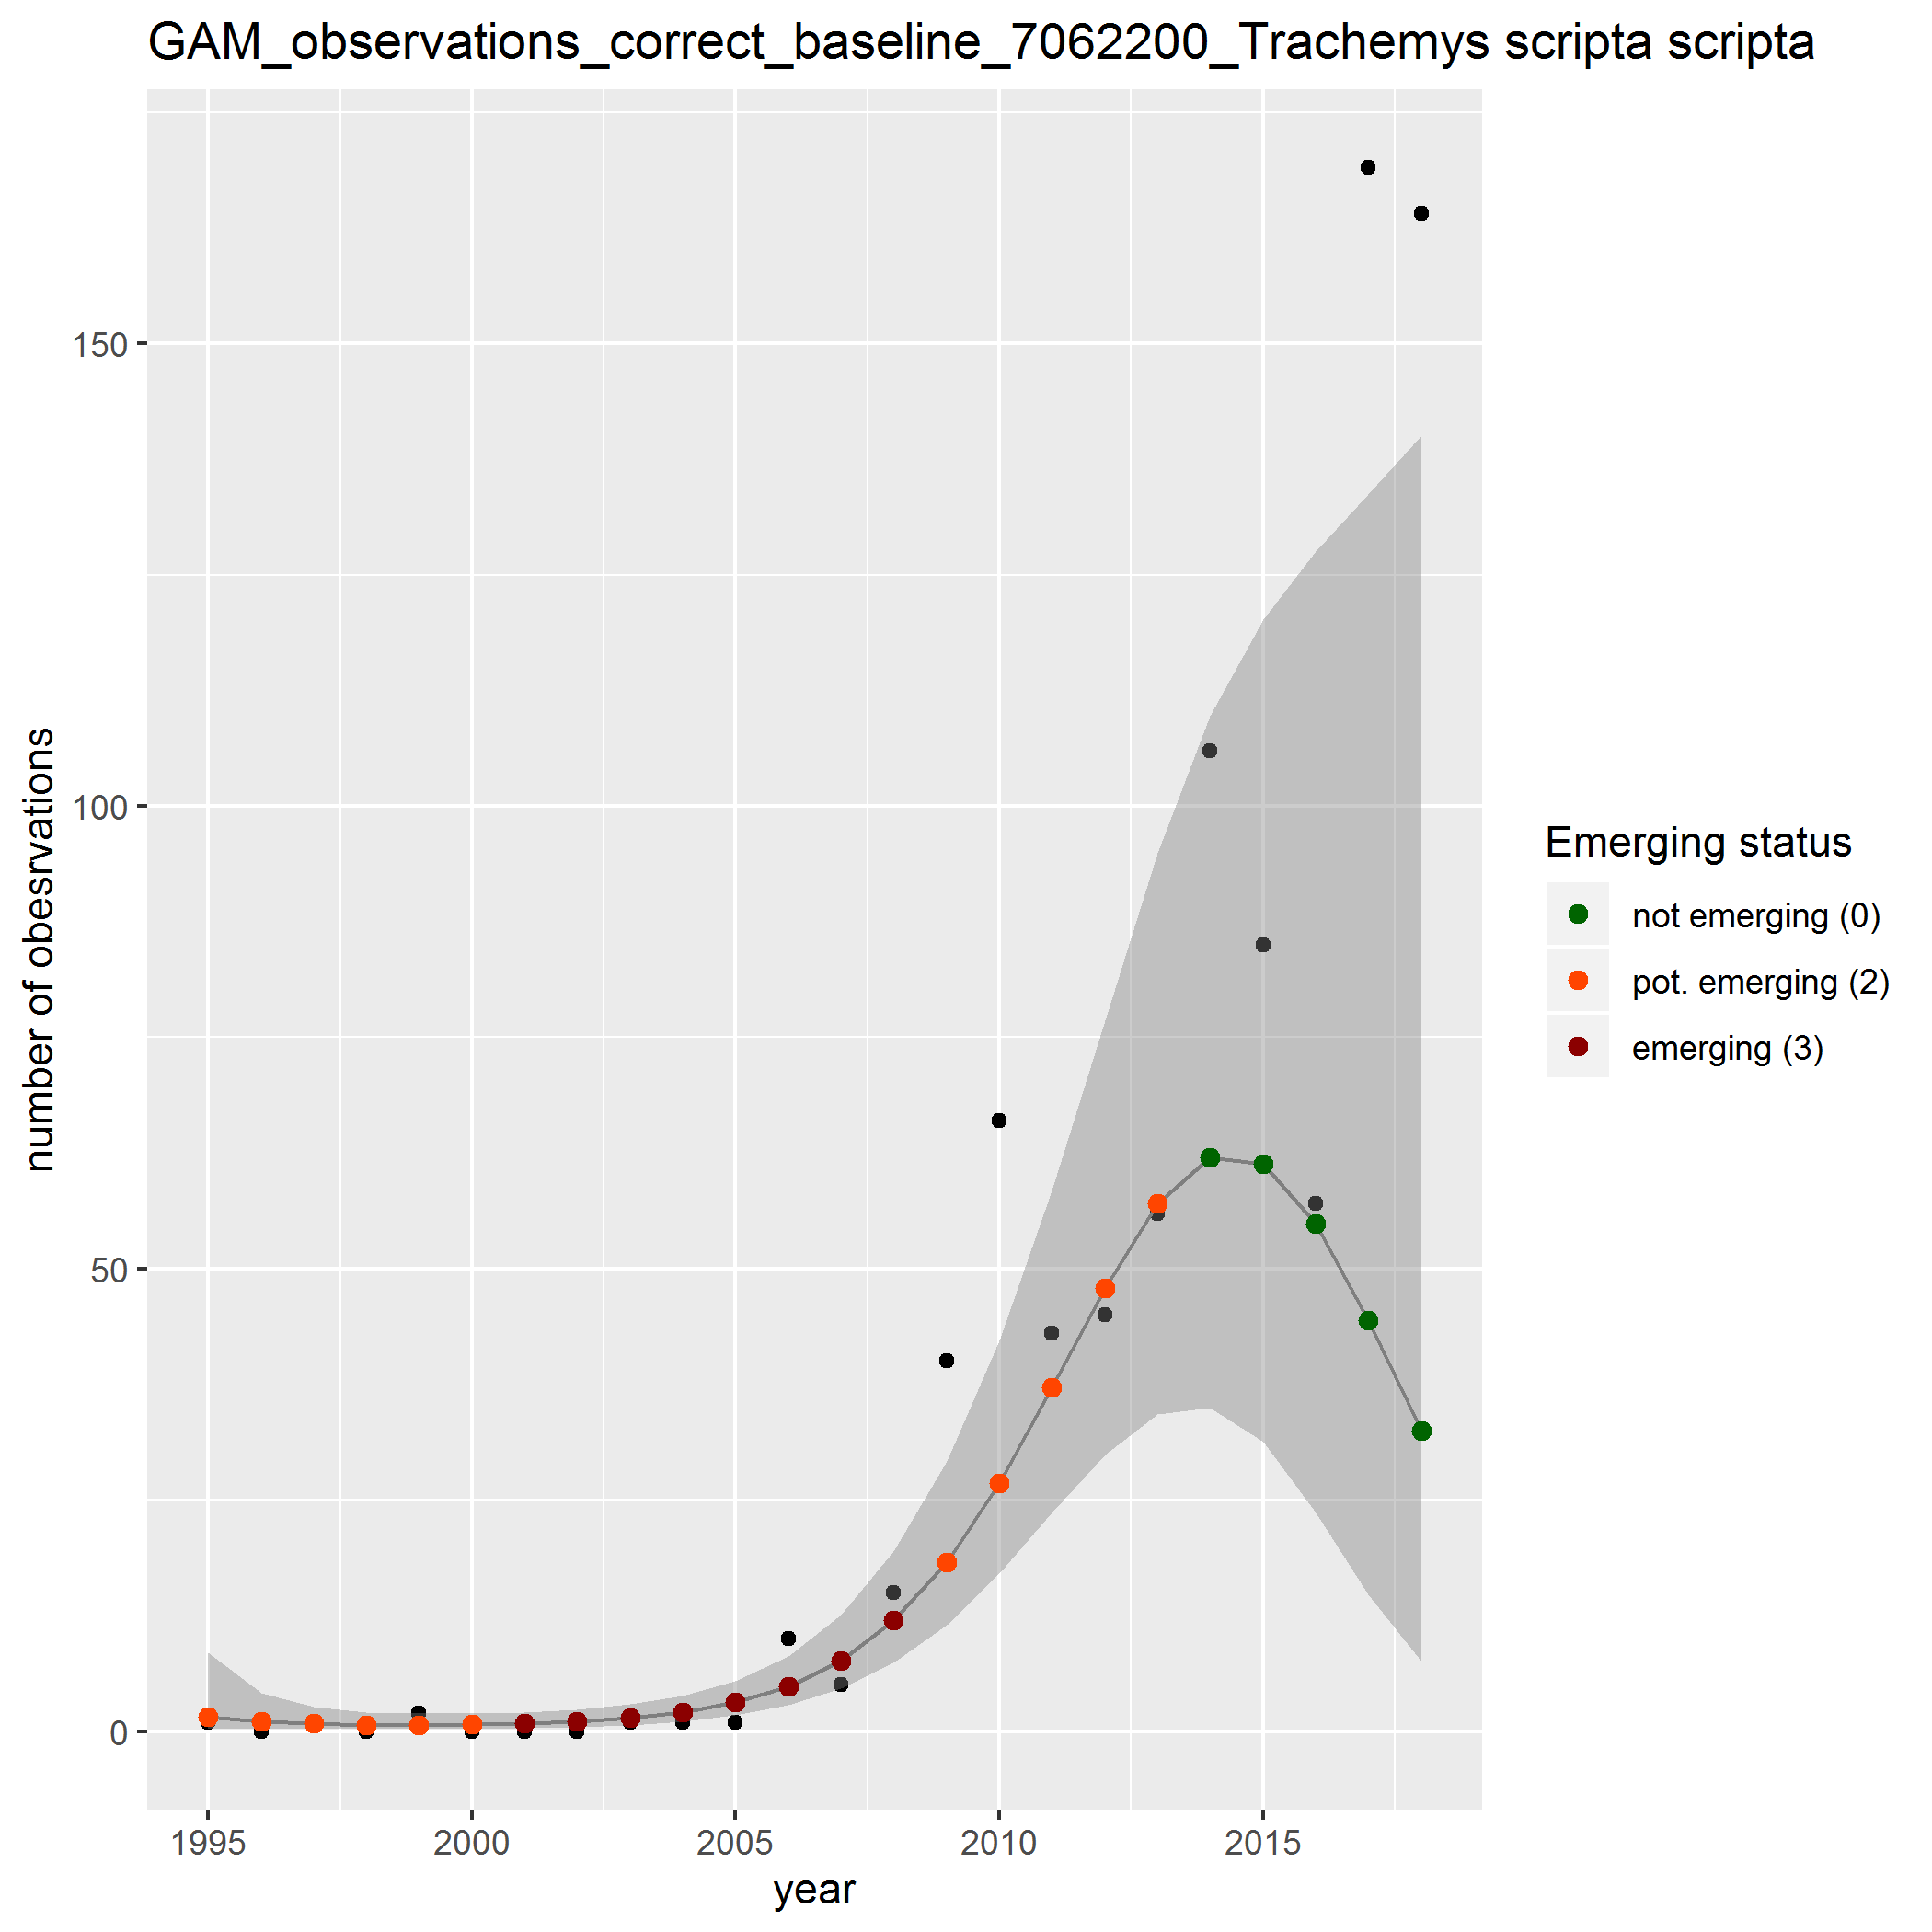 GAM_observations_correct_baseline_7062200_Trachemys scripta scripta
number of obesrvations
150
100
50
0
1995
2000
2005
2010
2015
year
Emerging status
not emerging (0)
pot. emerging (2)
emerging (3)